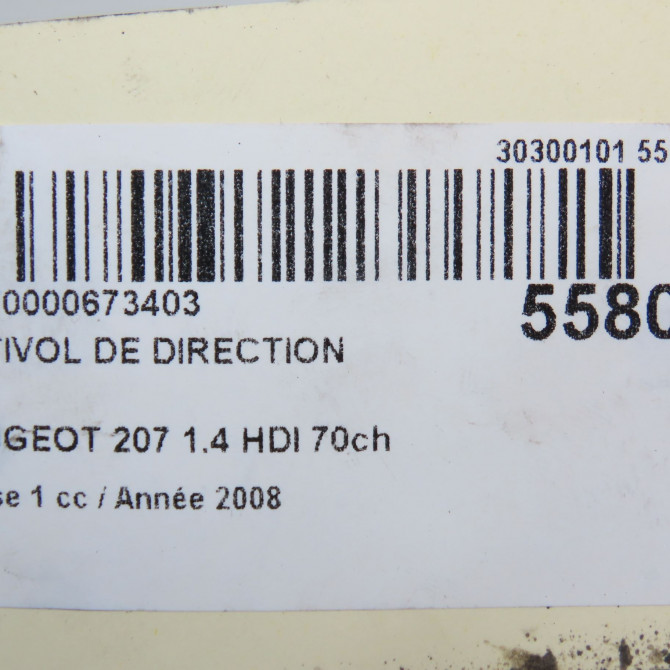 30300101 55
0000673403
5580
TIVOL DE DIRECTION
GEOT 207 1.4 HDI 70ch
se 1 cc / Année 2008